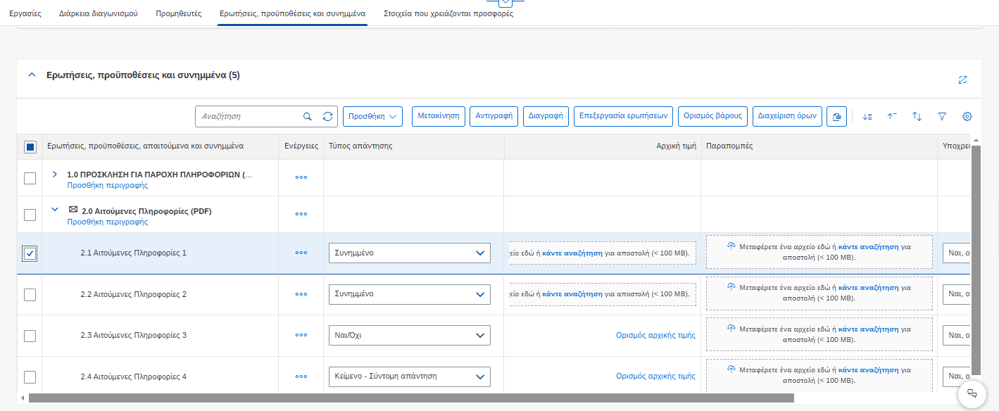 Εργασίες Διάρκεια διαγωνισμού Προμηθευτές Ερωτήσεις, προϋποθέσεις και συνημμένα Στοιχεία που χρειάζονται προσφορές
Ερωτήσεις, προϋποθέσεις και συνημμένα (5)
Αναζήτηση Προσθήκη Μετακίνηση Αντιγραφή Διαγραφή Επεξεργασία ερωτήσεων Ορισμός βάρους Διαχείριση όρων
Ερωτήσεις, προϋποθέσεις, απαιτούμενα και συνημμένα Ενέργειες Τύπος απάντησης Αρχική τιμή Παραπομπές Υποχρεω
1.0 ΠΡΟΣΚΛΗΣΗ ΓΙΑ ΠΑΡΟΧΗ ΠΛΗΡΟΦΟΡΙΩΝ (...
Προσθήκη περιγραφής
2.0 Αιτούμενες Πληροφορίες (PDF)
Προσθήκη περιγραφής
2.1 Αιτούμενες Πληροφορίες 1 Συνημμένο είο εδώ ή κάντε αναζήτηση για αποστολή (< 100 MB). Μεταφέρετε ένα αρχείο εδώ ή κάντε αναζήτηση για
αποστολή (< 100 MB). Ναι, ο
2.2 Αιτούμενες Πληροφορίες 2 Συνημμένο είο εδώ ή κάντε αναζήτηση για αποστολή (< 100 MB). Μεταφέρετε ένα αρχείο εδώ ή κάντε αναζήτηση για
αποστολή (< 100 MB). Ναι, ο
2.3 Αιτούμενες Πληροφορίες 3 Ναι/Όχι Ορισμός αρχικής τιμής Μεταφέρετε ένα αρχείο εδώ ή κάντε αναζήτηση για
αποστολή (< 100 MB). Ναι, ο
2.4 Αιτούμενες Πληροφορίες 4 Κείμενο - Σύντομη απάντηση Ορισμός αρχικής τιμής Μεταφέρετε ένα αρχείο εδώ ή κάντε αναζήτηση για
αποστολή (< 100 MB). Ναι, ο